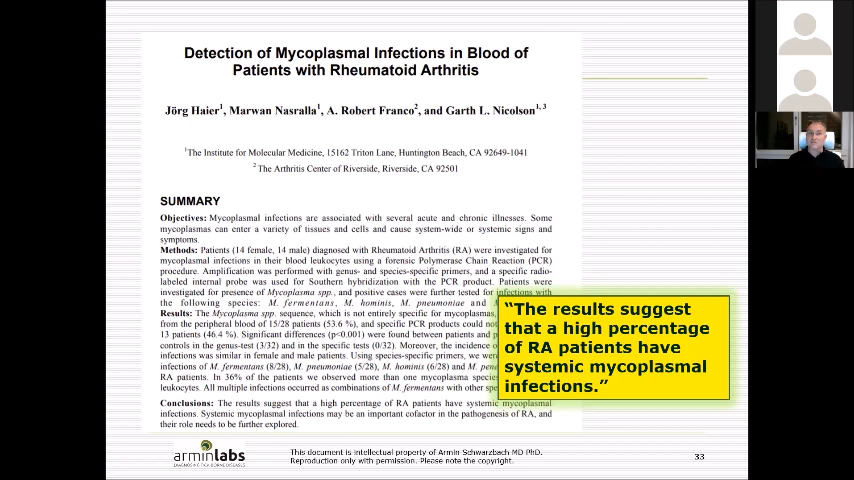 Detection of Mycoplasmal Infections in Blood of
Patients with Rheumatoid Arthritis
Jörg Haier1, Marwan Nasralla1, A. Robert Franco2, and Garth L. Nicolson1, 3
1The Institute for Molecular Medicine, 15162 Triton Lane, Huntington Beach, CA 92649-1041
2 The Arthritis Center of Riverside, Riverside, CA 92501
SUMMARY
Objectives: Mycoplasmal infections are associated with several acute and chronic illnesses. Some
mycoplasmas can enter a variety of tissues and cells and cause system-wide or systemic signs and
symptoms.
Methods: Patients (14 female, 14 male) diagnosed with Rheumatoid Arthritis (RA) were investigated for
mycoplasmal infections in their blood leukocytes using a forensic Polymerase Chain Reaction (PCR)
procedure. Amplification was performed with genus- and species-specific primers, and a specific radio-
labeled internal probe was used for Southern hybridization with the PCR product. Patients were
investigated for presence of Mycoplasma spp., and positive cases were further tested for infections with
the following species: M. fermentans, M. hominis, M. pneumoniae and
Results: The Mycoplasma spp. sequence, which is not entirely specific for mycoplasmas,
from the peripheral blood of 15/28 patients (53.6 %), and specific PCR products could not
13 patients (46.4 %). Significant differences (p<0.001) were found between patients and
controls in the genus-test (3/32) and in the specific tests (0/32). Moreover, the incidence of
infections was similar in female and male patients. Using species-specific primers, we were
infections of M. fermentans (8/28), M. pneumoniae (5/28), M. hominis (6/28) and M.
RA patients. In 36% of the patients we observed more than one mycoplasma
leukocytes. All multiple infections occurred as combinations of M. fermentans with other
Conclusions: The results suggest that a high percentage of RA patients have systemic mycoplasmal
infections. Systemic mycoplasmal infections may be an important cofactor in the pathogenesis of RA, and
their role needs to be further explored.
“The results suggest
that a high percentage
of RA patients have
systemic mycoplasmal
infections.”
arminlabs
This document is intellectual property of Armin Schwarzbach MD PhD.
Reproduction only with permission. Please note the copyright.
33